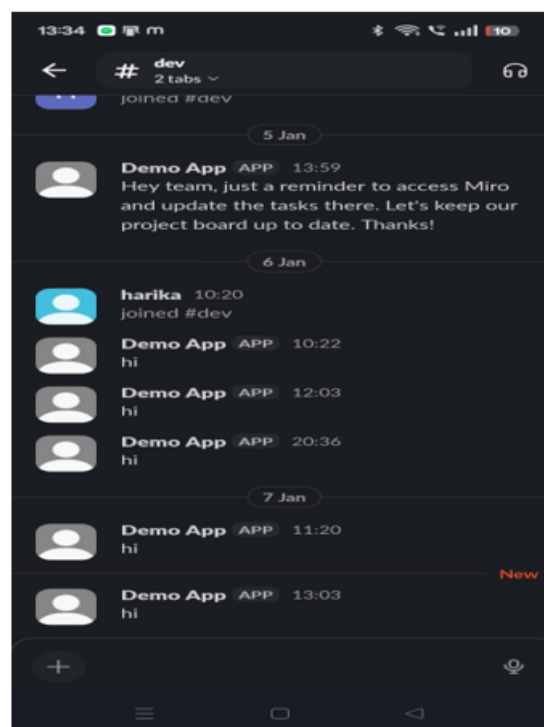 13:34 m 10
# dev
2 tabs
joined #dev
5 Jan
Demo App APP 13:59
Hey team, just a reminder to access Miro
and update the tasks there. Let's keep our
project board up to date. Thanks!
6 Jan
harika 10:20
joined #dev
Demo App APP 10:22
hi
Demo App APP 12:03
hi
Demo App APP 20:36
hi
7 Jan
Demo App APP 11:20
hi
New
Demo App APP 13:03
hi